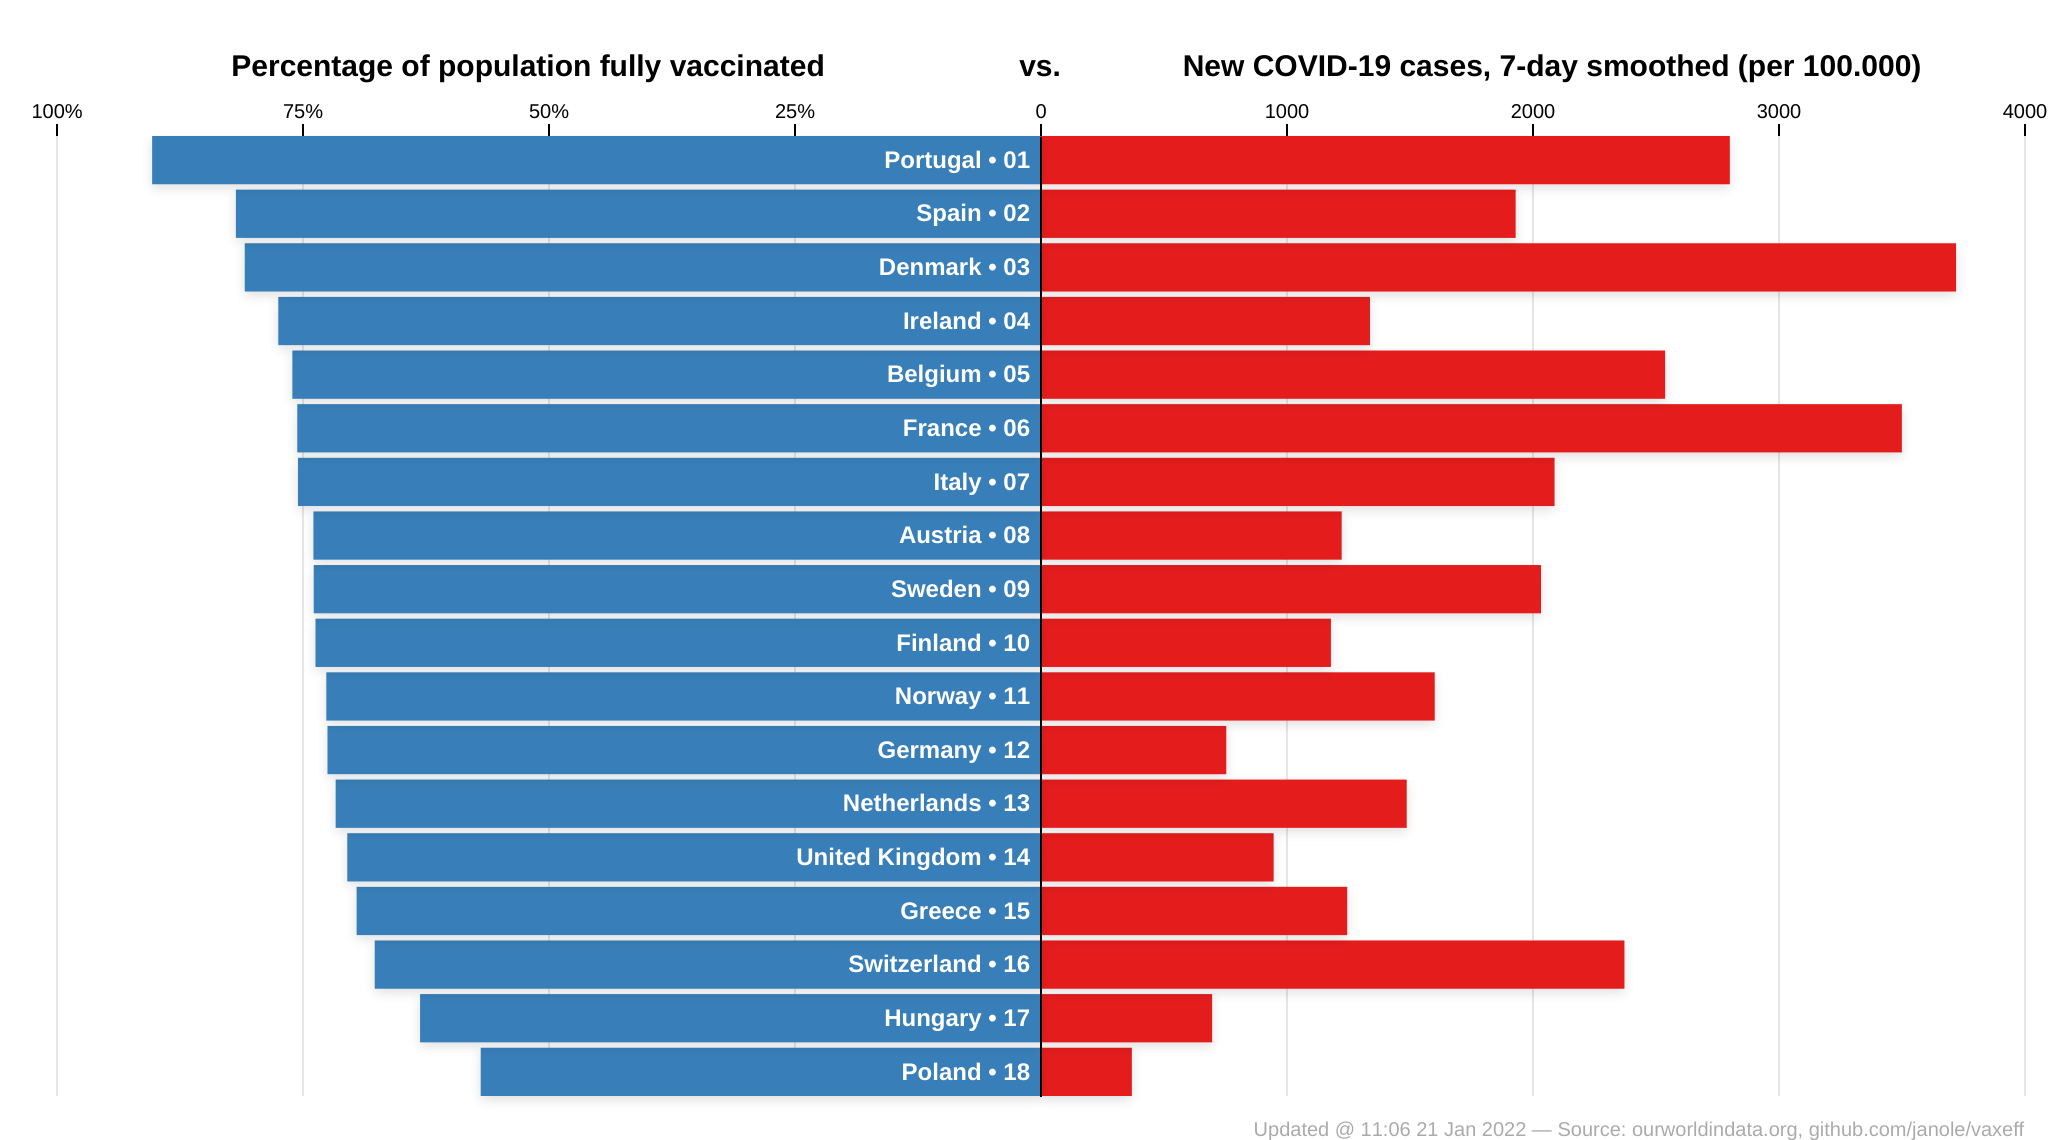 Percentage of population fully vaccinated vs. New COVID-19 cases, 7-day smoothed (per 100.000)
100% 75% 50% 25% 0 1000 2000 3000 4000
Portugal • 01
Spain • 02
Denmark • 03
Ireland • 04
Belgium • 05
France • 06
Italy • 07
Austria • 08
Sweden • 09
Finland • 10
Norway • 11
Germany • 12
Netherlands • 13
United Kingdom • 14
Greece • 15
Switzerland • 16
Hungary • 17
Poland • 18
Updated @ 11:06 21 Jan 2022 — Source: ourworldindata.org, github.com/janole/vaxeff